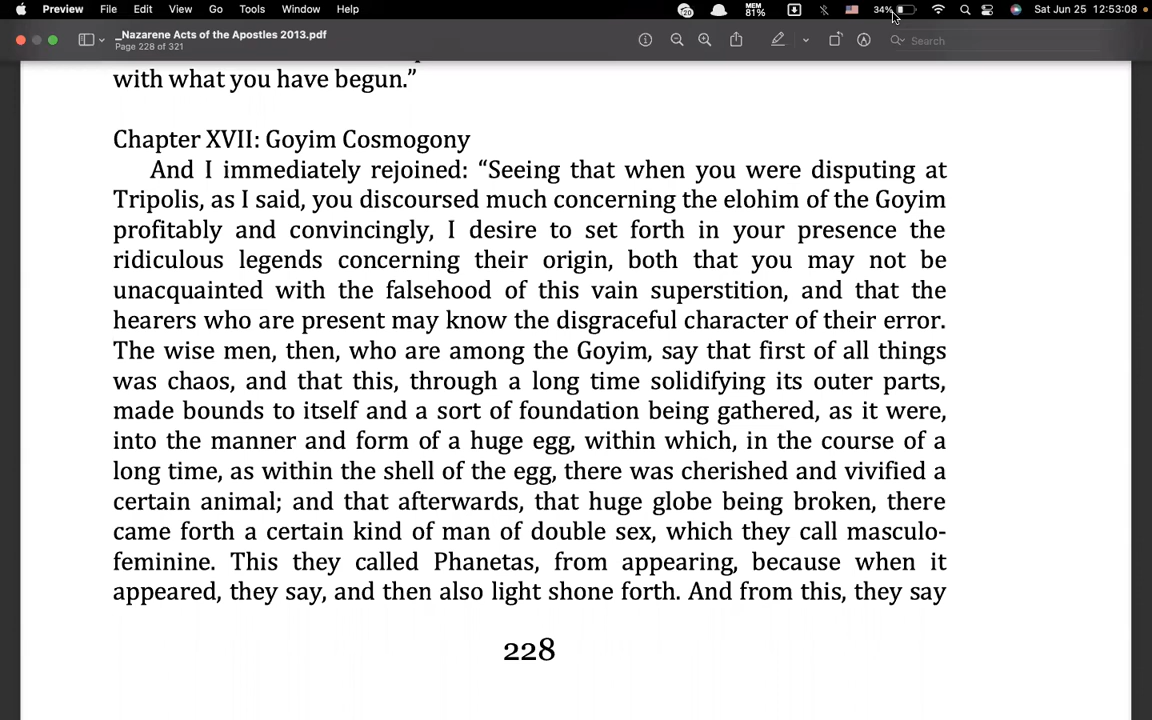 Preview File Edit View Go Tools Window Help 20 MEM 81% 34% Sat Jun 25 12:53:08
_Nazarene Acts of the Apostles 2013.pdf
Page 228 of 321
Search
with what you have begun.”
Chapter XVII: Goyim Cosmogony
And I immediately rejoined: “Seeing that when you were disputing at
Tripolis, as I said, you discoursed much concerning the elohim of the Goyim
profitably and convincingly, I desire to set forth in your presence the
ridiculous legends concerning their origin, both that you may not be
unacquainted with the falsehood of this vain superstition, and that the
hearers who are present may know the disgraceful character of their error.
The wise men, then, who are among the Goyim, say that first of all things
was chaos, and that this, through a long time solidifying its outer parts,
made bounds to itself and a sort of foundation being gathered, as it were,
into the manner and form of a huge egg, within which, in the course of a
long time, as within the shell of the egg, there was cherished and vivified a
certain animal; and that afterwards, that huge globe being broken, there
came forth a certain kind of man of double sex, which they call masculo-
feminine. This they called Phanetas, from appearing, because when it
appeared, they say, and then also light shone forth. And from this, they say
228